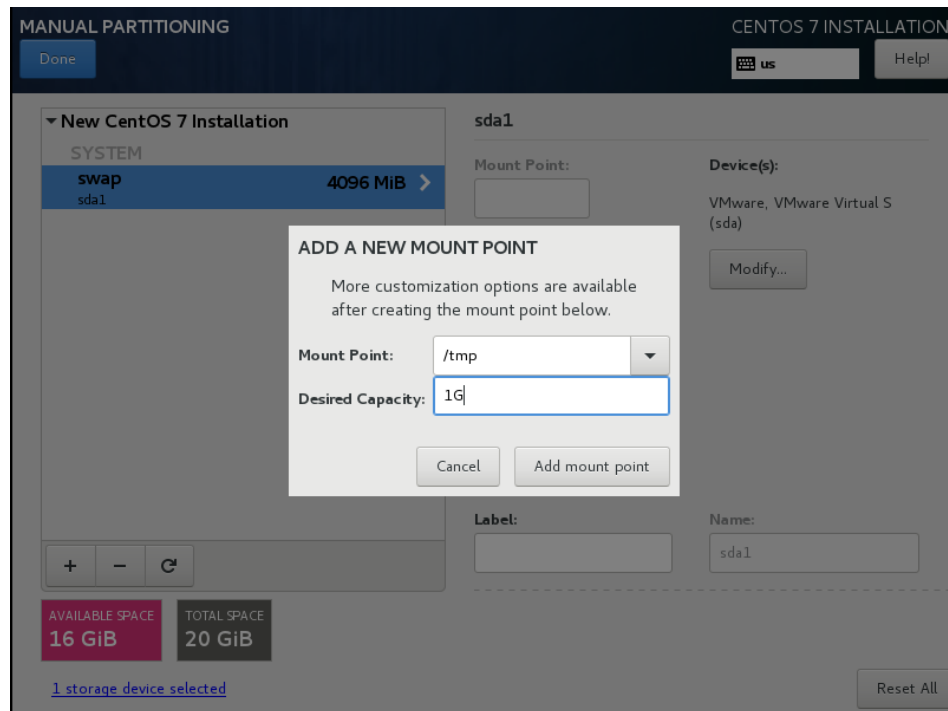 MANUAL PARTITIONING
CENTOS 7 INSTALLATION
Done
us
Help!
New CentOS 7 Installation
SYSTEM
swap
4096 MiB
sda1
sda1
Mount Point:
Device(s):
VMware, VMware Virtual S
(sda)
Modify...
ADD A NEW MOUNT POINT
More customization options are available
after creating the mount point below.
Mount Point:
/tmp
Desired Capacity:
1G
Cancel
Add mount point
Label:
Name:
sda1
+
−
AVAILABLE SPACE
16 GiB
TOTAL SPACE
20 GiB
1 storage device selected
Reset All